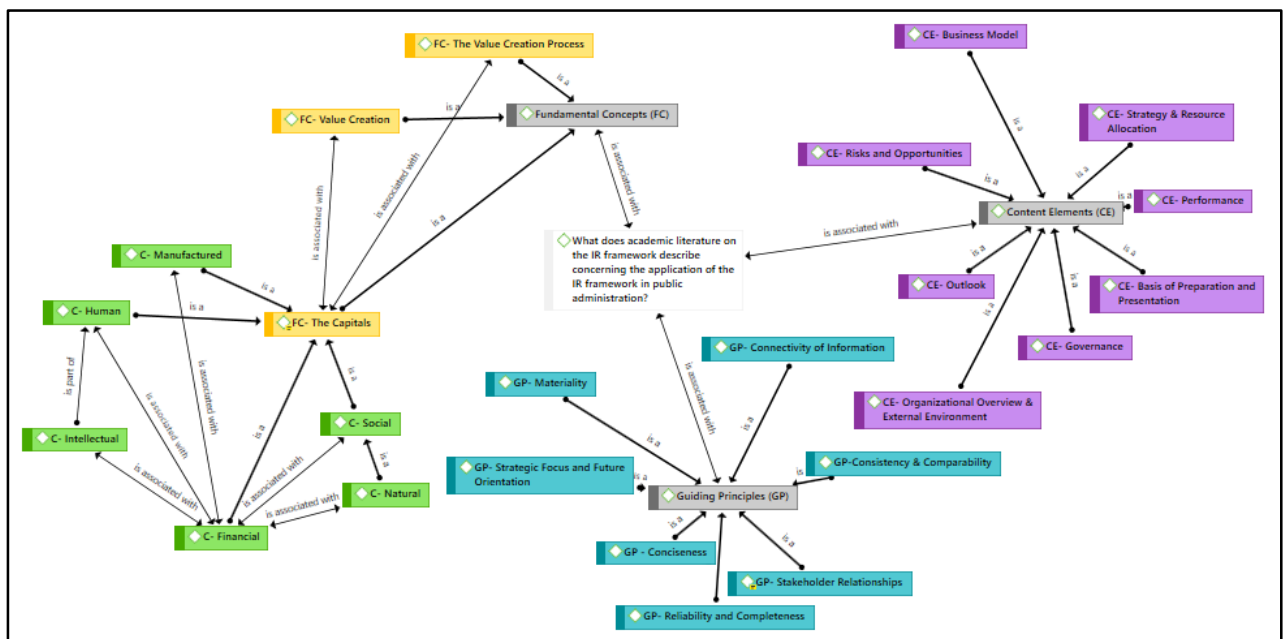 CE- Business Model
FC- The Value Creation Process
is a
is a
FC- Value Creation
Fundamental Concepts (FC)
is a
CE- Strategy & Resource
Allocation
CE- Risks and Opportunities
is a
is a
is associated with
is associated with
is associated with
is a
CE- Performance
is a
Content Elements (CE)
is associated with
What does academic literature on
the IR framework describe
concerning the application of the
IR framework in public
administration?
C- Manufactured
is a
is a
CE- Outlook
is a
is a
is a
CE- Basis of Preparation and
Presentation
C- Human
is a
FC- The Capitals
GP- Connectivity of Information
CE- Governance
is part of
is associated with
is associated with
is a
is a
GP- Materiality
is associated with
is a
CE- Organizational Overview &
External Environment
C- Social
C- Intellectual
is associated with
is associated with
is a
is a
GP- Strategic Focus and Future
Orientation
is a
GP-Consistency & Comparability
is
C- Natural
is associated with
Guiding Principles (GP)
C- Financial
is a
is a
GP - Conciseness
GP- Stakeholder Relationships
GP- Reliability and Completeness